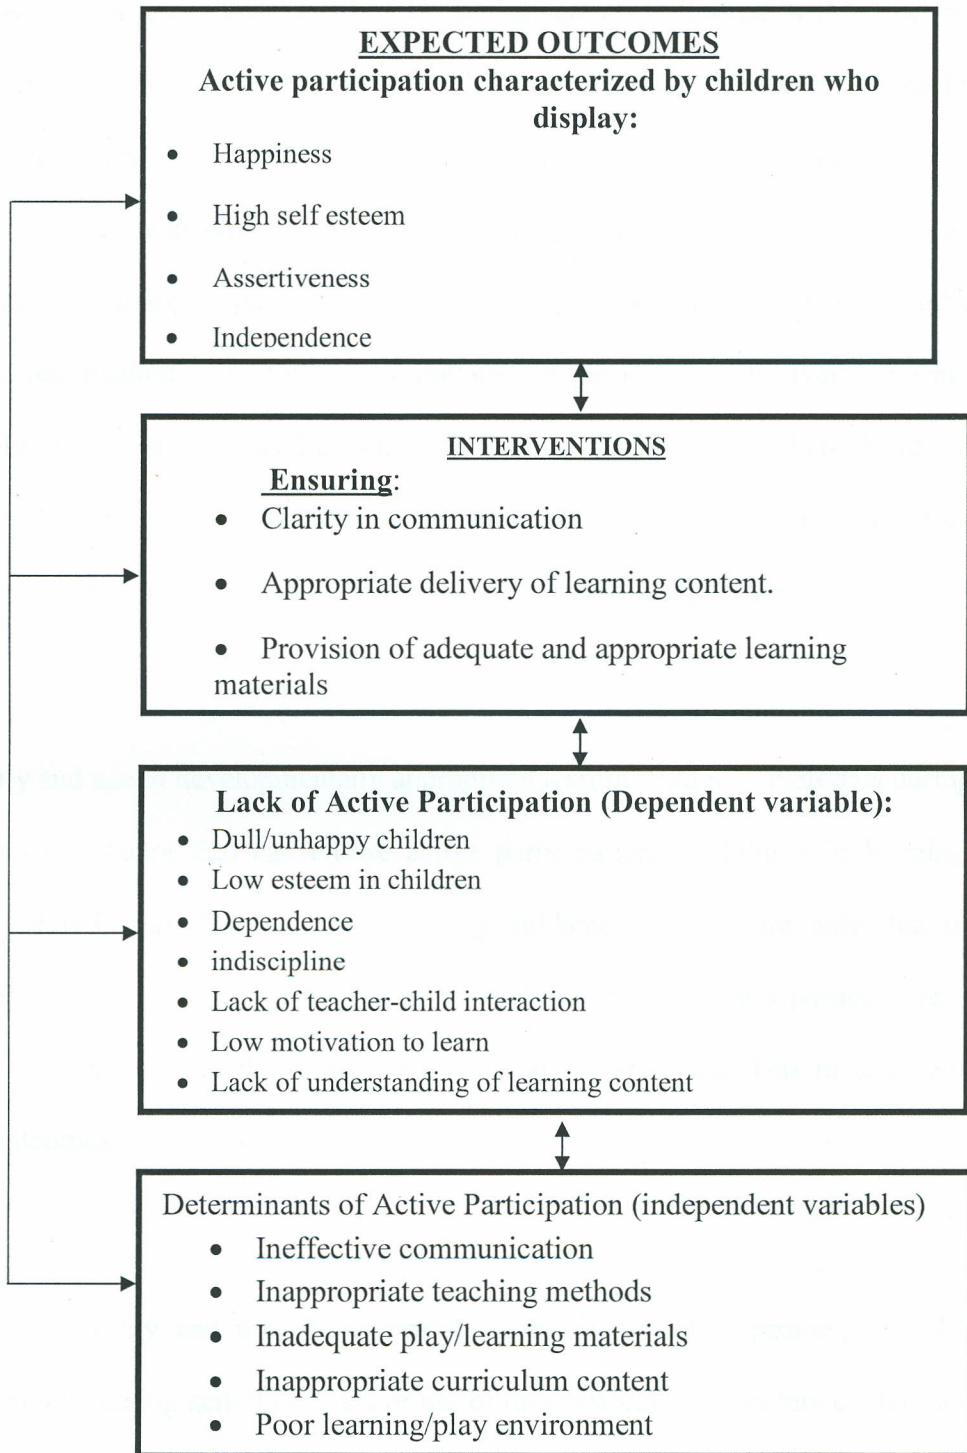 EXPECTED OUTCOMES
Active participation characterized by children who
display:
• Happiness
• High self esteem
• Assertiveness
• Independence
INTERVENTIONS
Ensuring:
• Clarity in communication
• Appropriate delivery of learning content.
• Provision of adequate and appropriate learning
materials
Lack of Active Participation (Dependent variable):
• Dull/unhappy children
• Low esteem in children
• Dependence
• indiscipline
• Lack of teacher-child interaction
• Low motivation to learn
• Lack of understanding of learning content
Determinants of Active Participation (independent variables)
• Ineffective communication
• Inappropriate teaching methods
• Inadequate play/learning materials
• Inappropriate curriculum content
• Poor learning/play environment